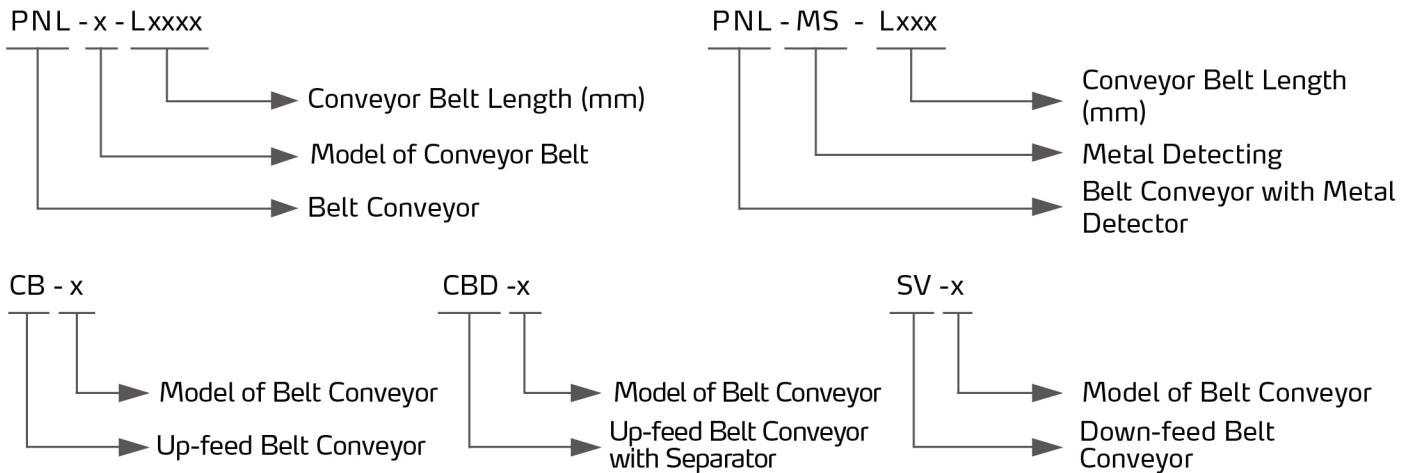 PNL - x - Lxxxx
Conveyor Belt Length (mm)
Model of Conveyor Belt
Belt Conveyor
PNL - MS - Lxxx
Conveyor Belt Length
(mm)
Metal Detecting
Belt Conveyor with Metal
Detector
CB - x
Model of Belt Conveyor
Up-feed Belt Conveyor
CBD -x
Model of Belt Conveyor
Up-feed Belt Conveyor
with Separator
SV -x
Model of Belt Conveyor
Down-feed Belt
Conveyor